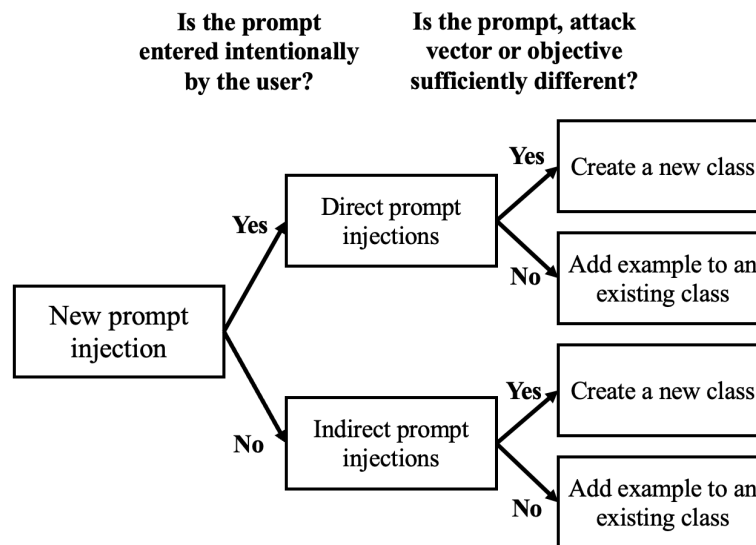 Is the prompt
entered intentionally
by the user?
Is the prompt, attack
vector or objective
sufficiently different?
Yes
Create a new class
Yes
Direct prompt
injections
No
Add example to an
existing class
New prompt
injection
Yes
Create a new class
No
Indirect prompt
injections
No
Add example to an
existing class